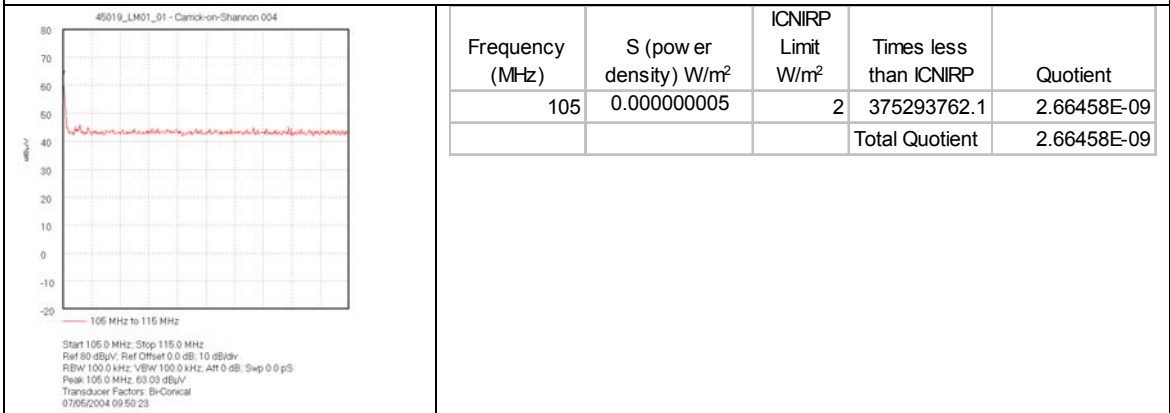 45019_LM01_01 - Carrick-on-Shannon 004
80
70
60
50
40
30
20
10
0
-10
-20
dBµV
105 MHz to 115 MHz
Start 105.0 MHz; Stop 115.0 MHz
Ref 80 dBµV; Ref Offset 0.0 dB; 10 dB/div
RBW 100.0 kHz; VBW 100.0 kHz; Att 0 dB; Swp 0.0 pS
Peak 105.0 MHz, 63.03 dBµV
Transducer Factors: Bi-Conical
07/05/2004 09:50:23
Frequency (MHz) S (pow er density) W/m² ICNIRP Limit W/m² Times less than ICNIRP Quotient
105 0.000000005 2 375293762.1 2.66458E-09
Total Quotient 2.66458E-09